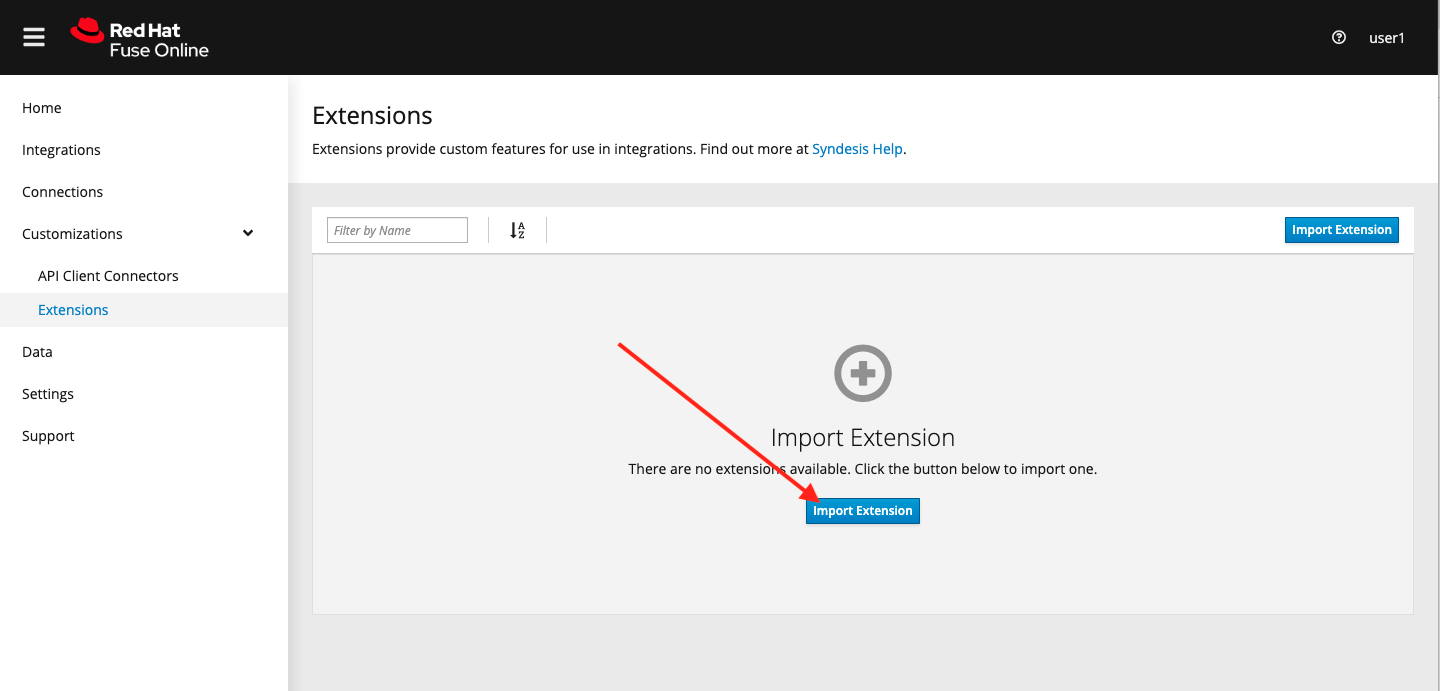 Red Hat
Fuse Online
user1
Home
Integrations
Connections
Customizations
API Client Connectors
Extensions
Data
Settings
Support
Extensions
Extensions provide custom features for use in integrations. Find out more at Syndesis Help.
Filter by Name
A
Z
Import Extension
Import Extension
There are no extensions available. Click the button below to import one.
Import Extension